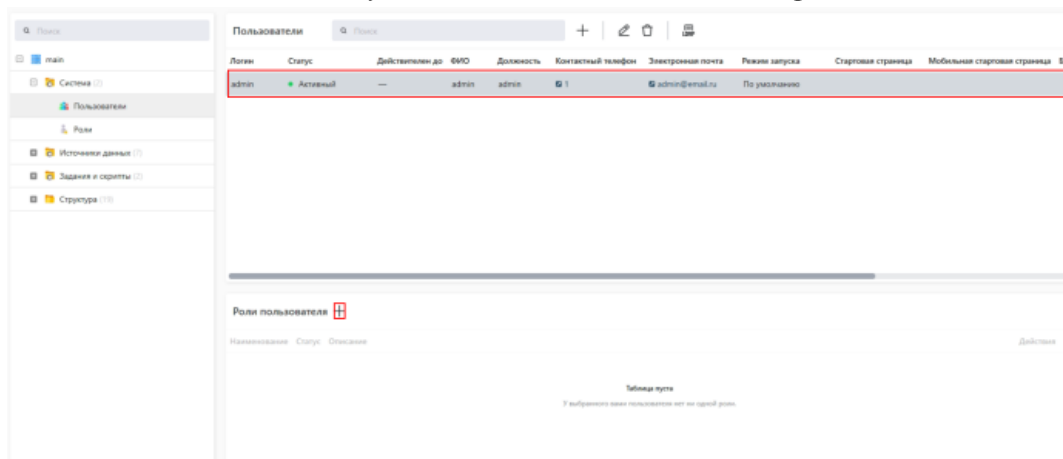 Поиск
main
Система (2)
Пользователи
Роли
Источники данных (7)
Задания и скрипты (2)
Структура (19)
Пользователи Поиск LDAP
Логин Статус Действителен до ФИО Должность Контактный телефон Электронная почта Режим запуска Стартовая страница Мобильная стартовая страница
admin Активный — admin admin 1 admin@email.ru По умолчанию
Роли пользователя
Наименование Статус Описание Действия
Таблица пуста
У выбранного вами пользователя нет ни одной роли.